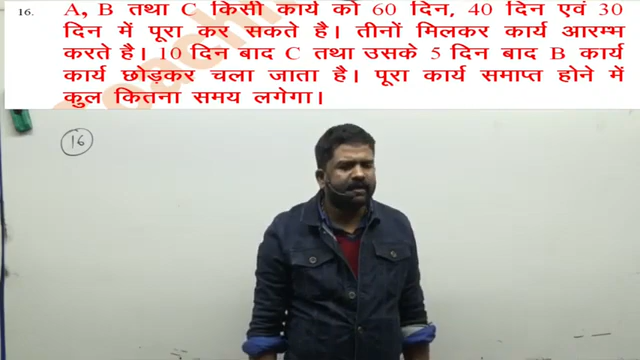 16. A, B तथा C किसी कार्य को 60 दिन, 40 दिन एवं 30
दिन में पूरा कर सकते है। तीनों मिलकर कार्य आरम्भ
करते है। 10 दिन बाद C तथा उसके 5 दिन बाद B कार्य
कार्य छोड़कर चला जाता है। पूरा कार्य समाप्त होने में
कुल कितना समय लगेगा।
16